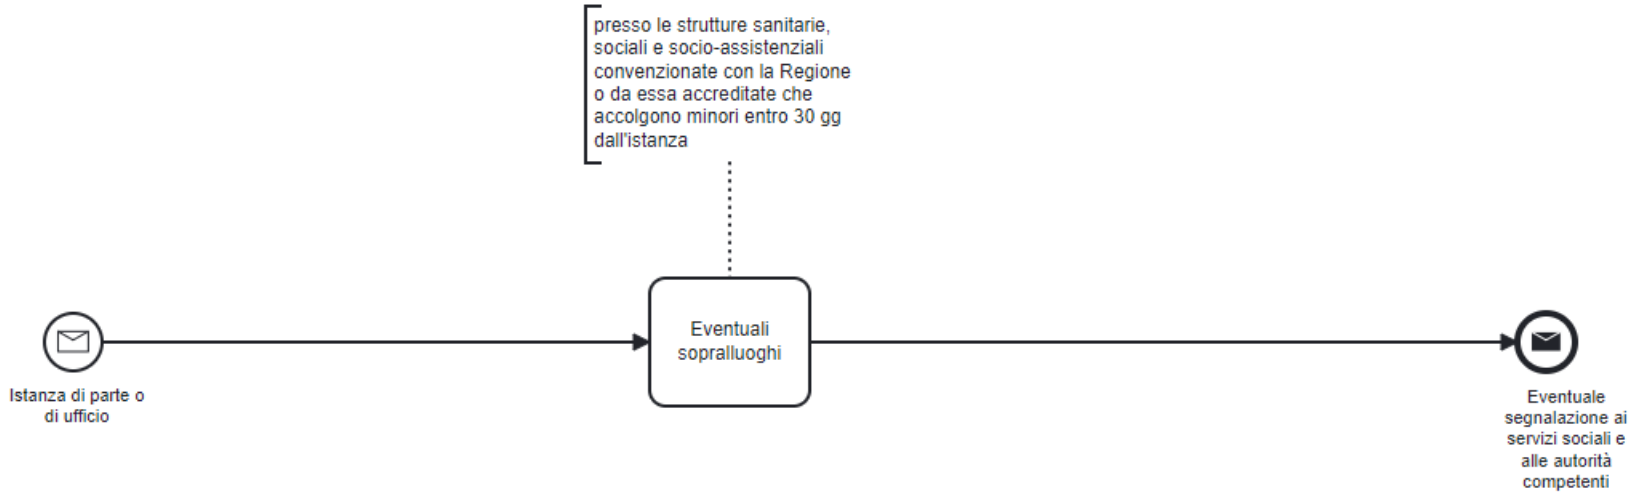 presso le strutture sanitarie,
sociali e socio-assistenziali
convenzionate con la Regione
o da essa accreditate che
accolgono minori entro 30 gg
dall'istanza
Istanza di parte o
di ufficio
Eventuali
sopralluoghi
Eventuale
segnalazione ai
servizi sociali e
alle autorità
competenti